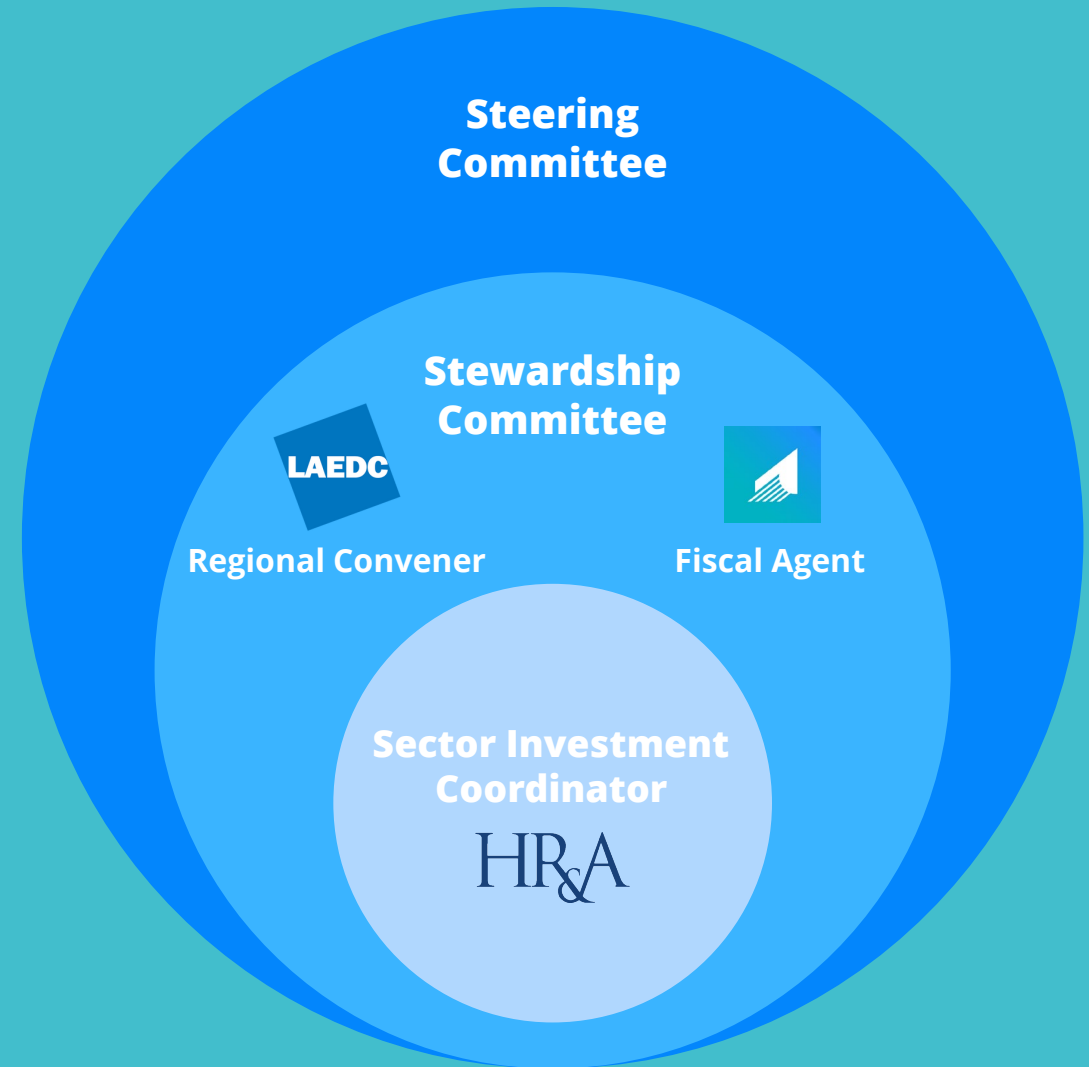 Steering
Committee
Stewardship
Committee
LAEDC
Regional Convener
Fiscal Agent
Sector Investment
Coordinator
HR&A